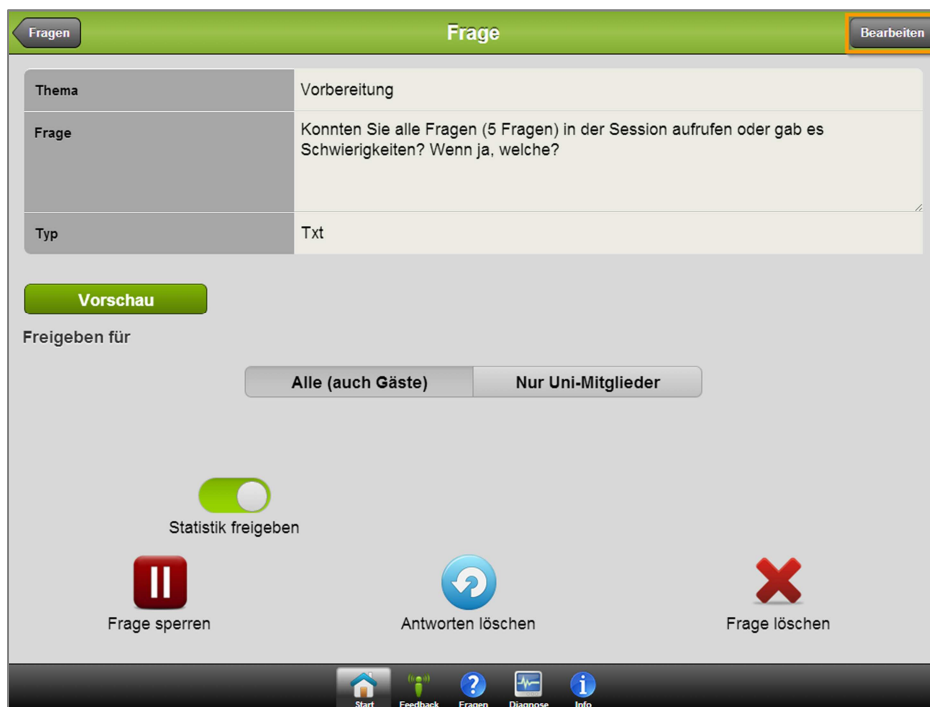 Fragen
Frage
Bearbeiten
Thema
Vorbereitung
Frage
Konnten Sie alle Fragen (5 Fragen) in der Session aufrufen oder gab es
Schwierigkeiten? Wenn ja, welche?
Typ
Txt
Vorschau
Freigeben für
Alle (auch Gäste)
Nur Uni-Mitglieder
Statistik freigeben
Frage sperren
Antworten löschen
Frage löschen
Start
Feedback
Fragen
Diagnose
Info